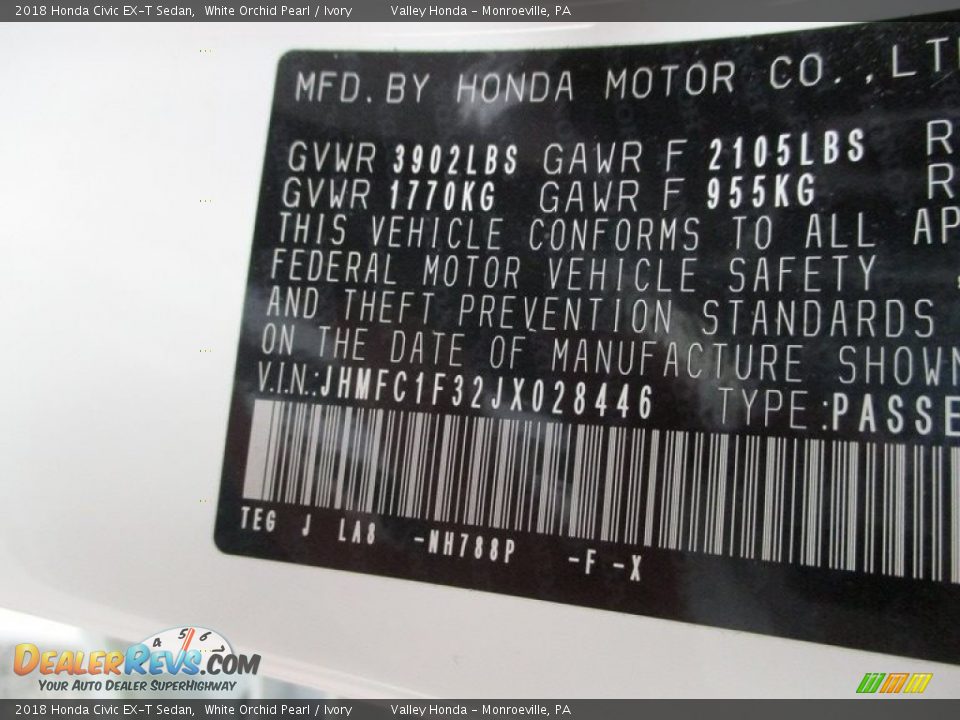 2018 Honda Civic EX-T Sedan, White Orchid Pearl / Ivory Valley Honda - Monroeville, PA
MFD. BY HONDA MOTOR CO., LT
GVWR 3902LBS GAWR F 2105LBS R
GVWR 1770KG GAWR F 955KG R
THIS VEHICLE CONFORMS TO ALL AP
FEDERAL MOTOR VEHICLE SAFETY
AND THEFT PREVENTION STANDARDS
ON THE DATE OF MANUFACTURE SHOWN
V.I.N.:JHMFC1F32JX028446 TYPE:PASSE
TEG J LA8 -NH788P -F -X
4 5 6
DEALERREVS.COM
YOUR AUTO DEALER SUPERHIGHWAY
2018 Honda Civic EX-T Sedan, White Orchid Pearl / Ivory Valley Honda - Monroeville, PA